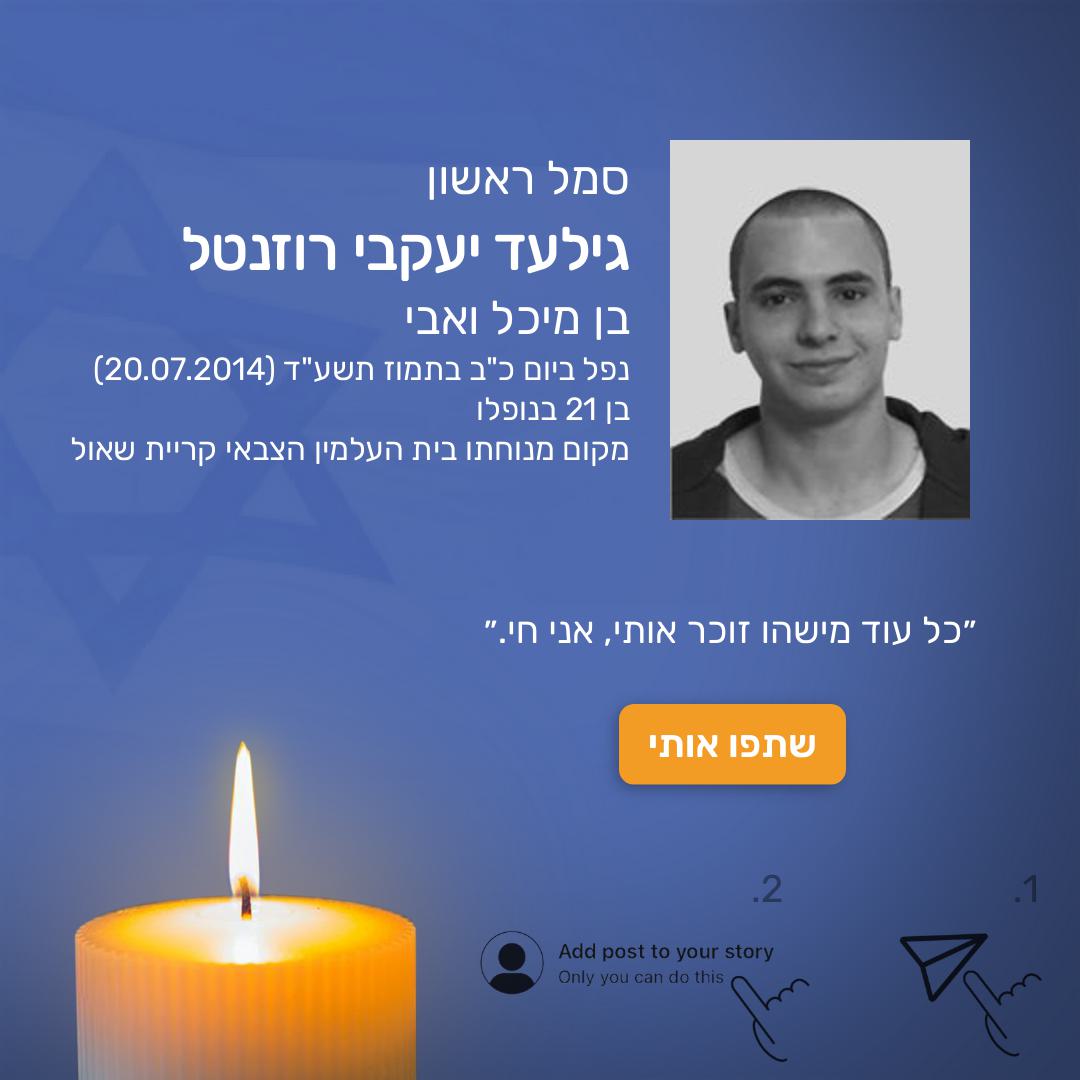 סמל ראשון
גילעד יעקבי רוזנטל
בן מיכל ואבי
נפל ביום כ"ב בתמוז תשע"ד (20.07.2014)
בן 21 בנופלו
מקום מנוחתו בית העלמין הצבאי קריית שאול
״כל עוד מישהו זוכר אותי, אני חי.״
שתפו אותי
.1
.2
Add post to your story
Only you can do this